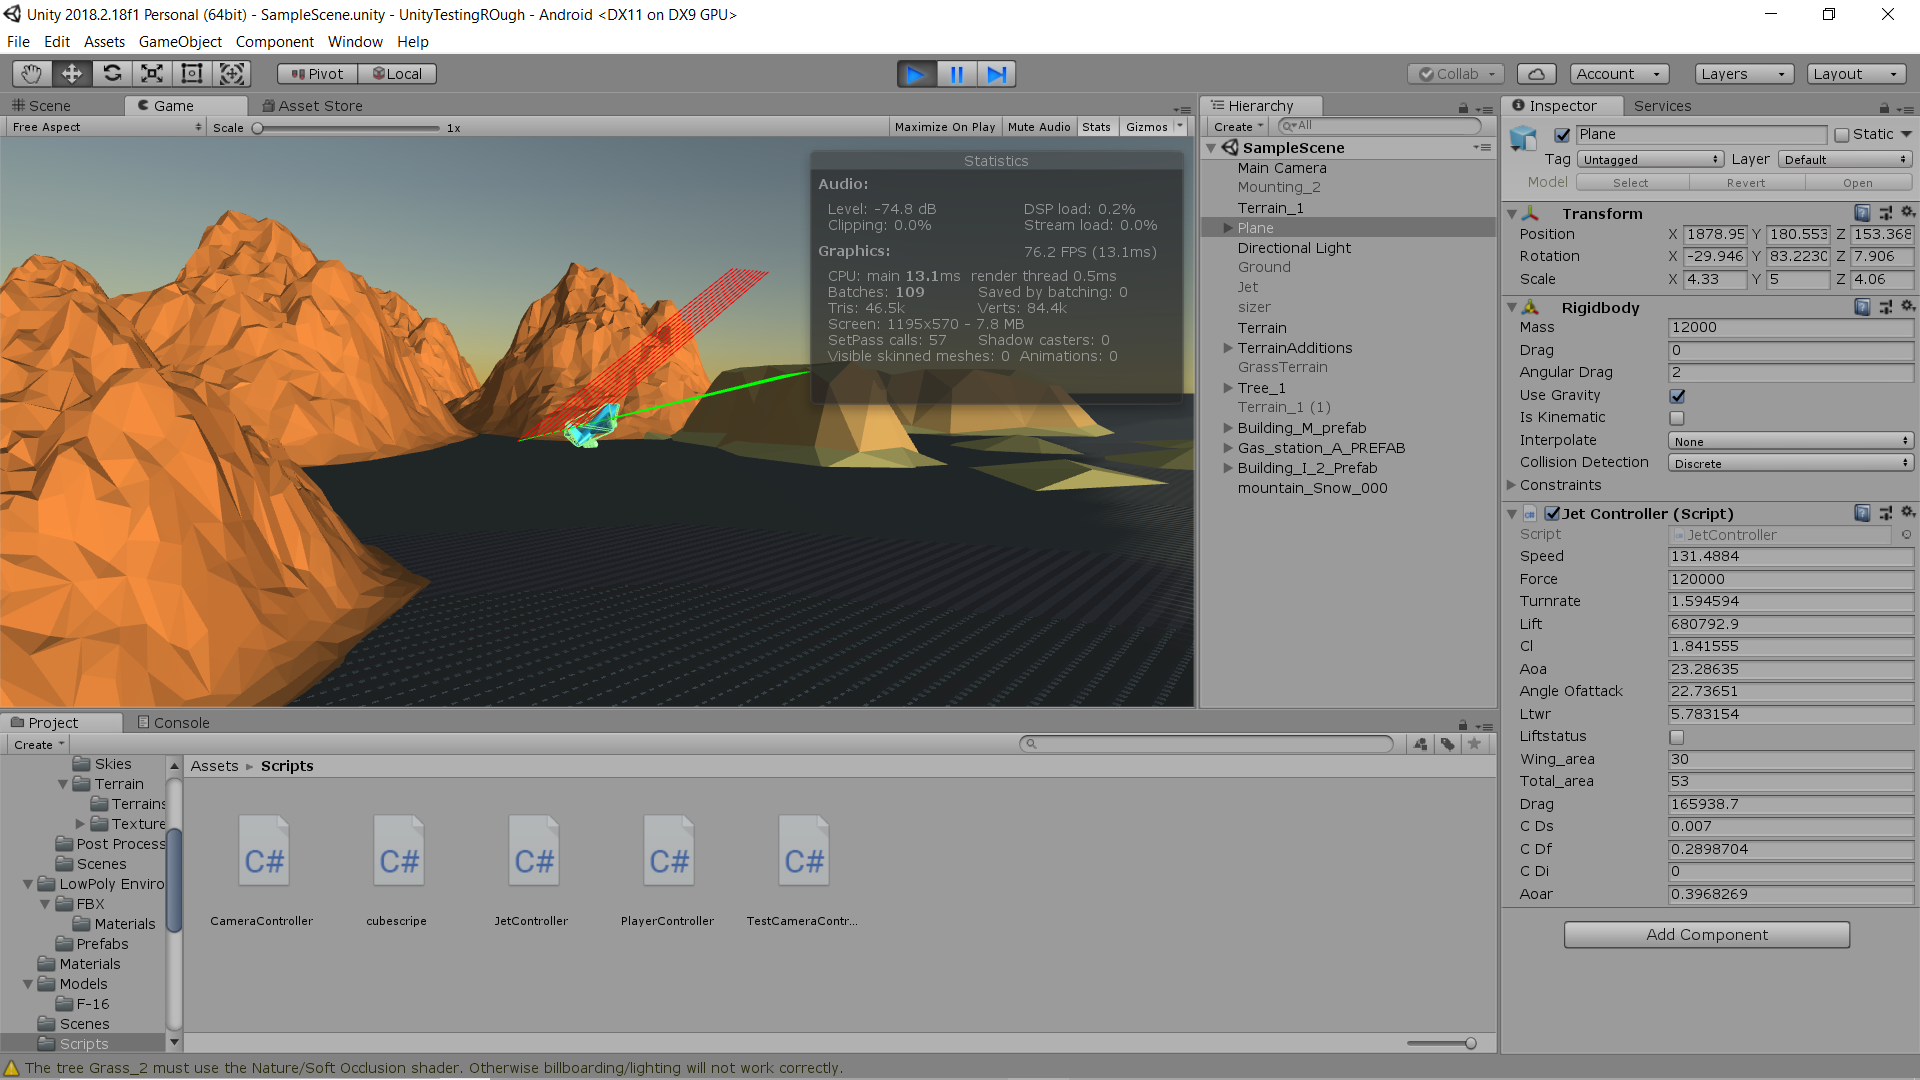 Unity 2018.2.18f1 Personal (64bit) - SampleScene.unity - UnityTestingROugh - Android <DX11 on DX9 GPU>
File Edit Assets GameObject Component Window Help
Pivot Local Collab Account Layers Layout
Scene Game Asset Store
Free Aspect Scale 1x Maximize On Play Mute Audio Stats Gizmos
Statistics
Audio:
Level: -74.8 dB DSP load: 0.2%
Clipping: 0.0% Stream load: 0.0%
Graphics: 76.2 FPS (13.1ms)
CPU: main 13.1ms render thread 0.5ms
Batches: 109 Saved by batching: 0
Tris: 46.5k Verts: 84.4k
Screen: 1195x570 - 7.8 MB
SetPass calls: 57 Shadow casters: 0
Visible skinned meshes: 0 Animations: 0
Hierarchy
Create All
SampleScene
Main Camera
Mounting_2
Terrain_1
Plane
Directional Light
Ground
Jet
sizer
Terrain
TerrainAdditions
GrassTerrain
Tree_1
Terrain_1 (1)
Building_M_prefab
Gas_station_A_PREFAB
Building_I_2_Prefab
mountain_Snow_000
Inspector Services
Plane Static
Tag Untagged Layer Default
Model Select Revert Open
Transform
Position X 1878.95 Y 180.553 Z 153.368
Rotation X -29.946 Y 83.2230 Z 7.906
Scale X 4.33 Y 5 Z 4.06
Rigidbody
Mass 12000
Drag 0
Angular Drag 2
Use Gravity
Is Kinematic
Interpolate None
Collision Detection Discrete
Constraints
C# Jet Controller (Script)
Script JetController
Speed 131.4884
Force 120000
Turnrate 1.594594
Lift 680792.9
Cl 1.841555
Aoa 23.28635
Angle Ofattack 22.73651
Ltwr 5.783154
Liftstatus
Wing_area 30
Total_area 53
Drag 165938.7
C Ds 0.007
C Df 0.2898704
C Di 0
Aoar 0.3968269
Add Component
Project Console
Create
Skies
Terrain
Terrains
Texture
Post Process
Scenes
LowPoly Enviro
FBX
Materials
Prefabs
Materials
Models
F-16
Scenes
Scripts
Assets Scripts
C# C# C# C# C#
CameraController cubescripe JetController PlayerController TestCameraContr...
The tree Grass_2 must use the Nature/Soft Occlusion shader. Otherwise billboarding/lighting will not work correctly.